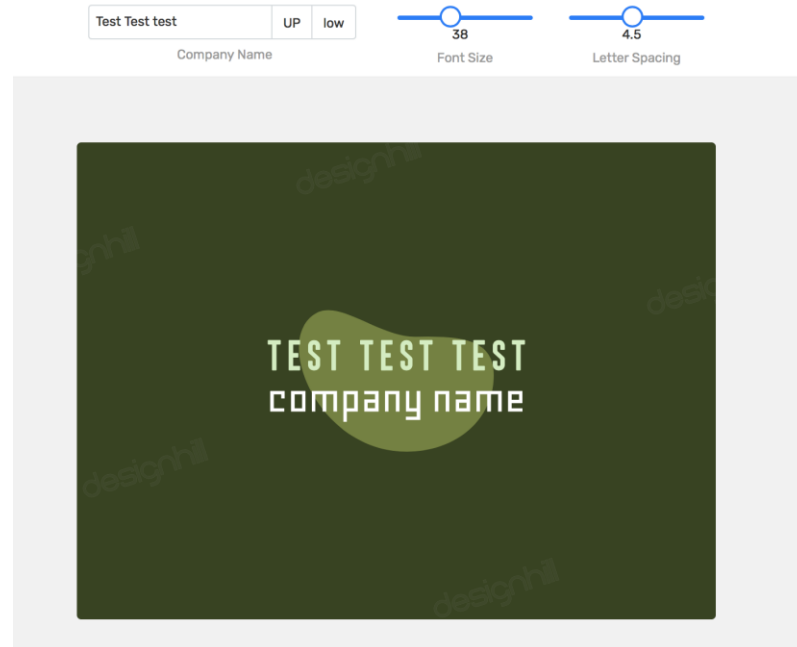 Test Test test UP low
Company Name
38
Font Size
4.5
Letter Spacing
designhill
designhill
designhill
TEST TEST TEST
company name
designhill
designhill